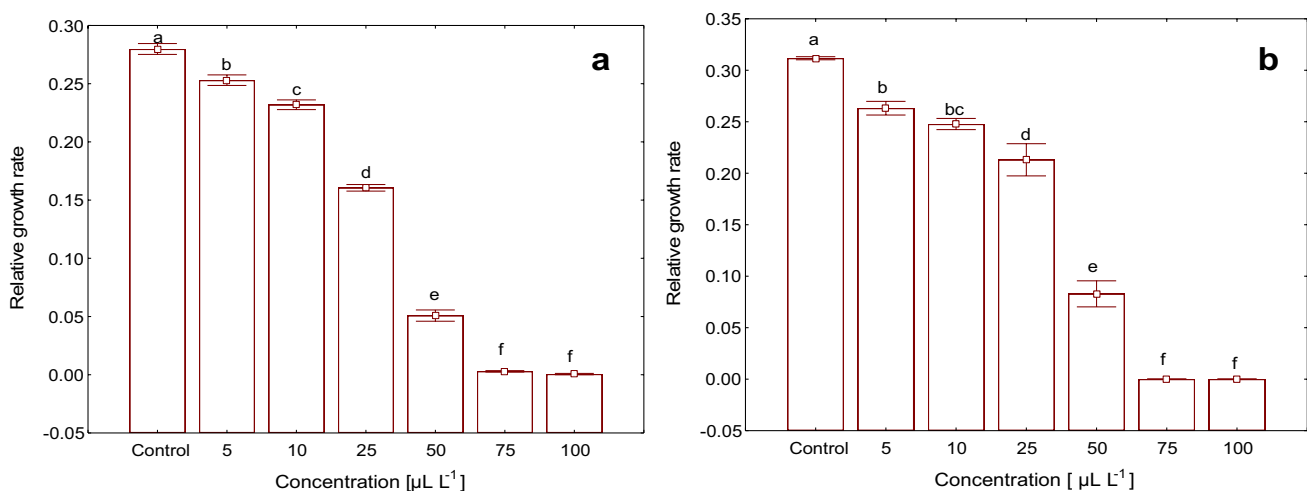 a
0.30
0.25
0.20
0.15
0.10
0.05
0.00
-0.05
Relative growth rate
a
b
c
d
e
f
f
Control 5 10 25 50 75 100
Concentration [µL L⁻¹]
b
0.35
0.30
0.25
0.20
0.15
0.10
0.05
0.00
-0.05
Relative growth rate
a
b
bc
d
e
f
f
Control 5 10 25 50 75 100
Concentration [ µL L⁻¹]